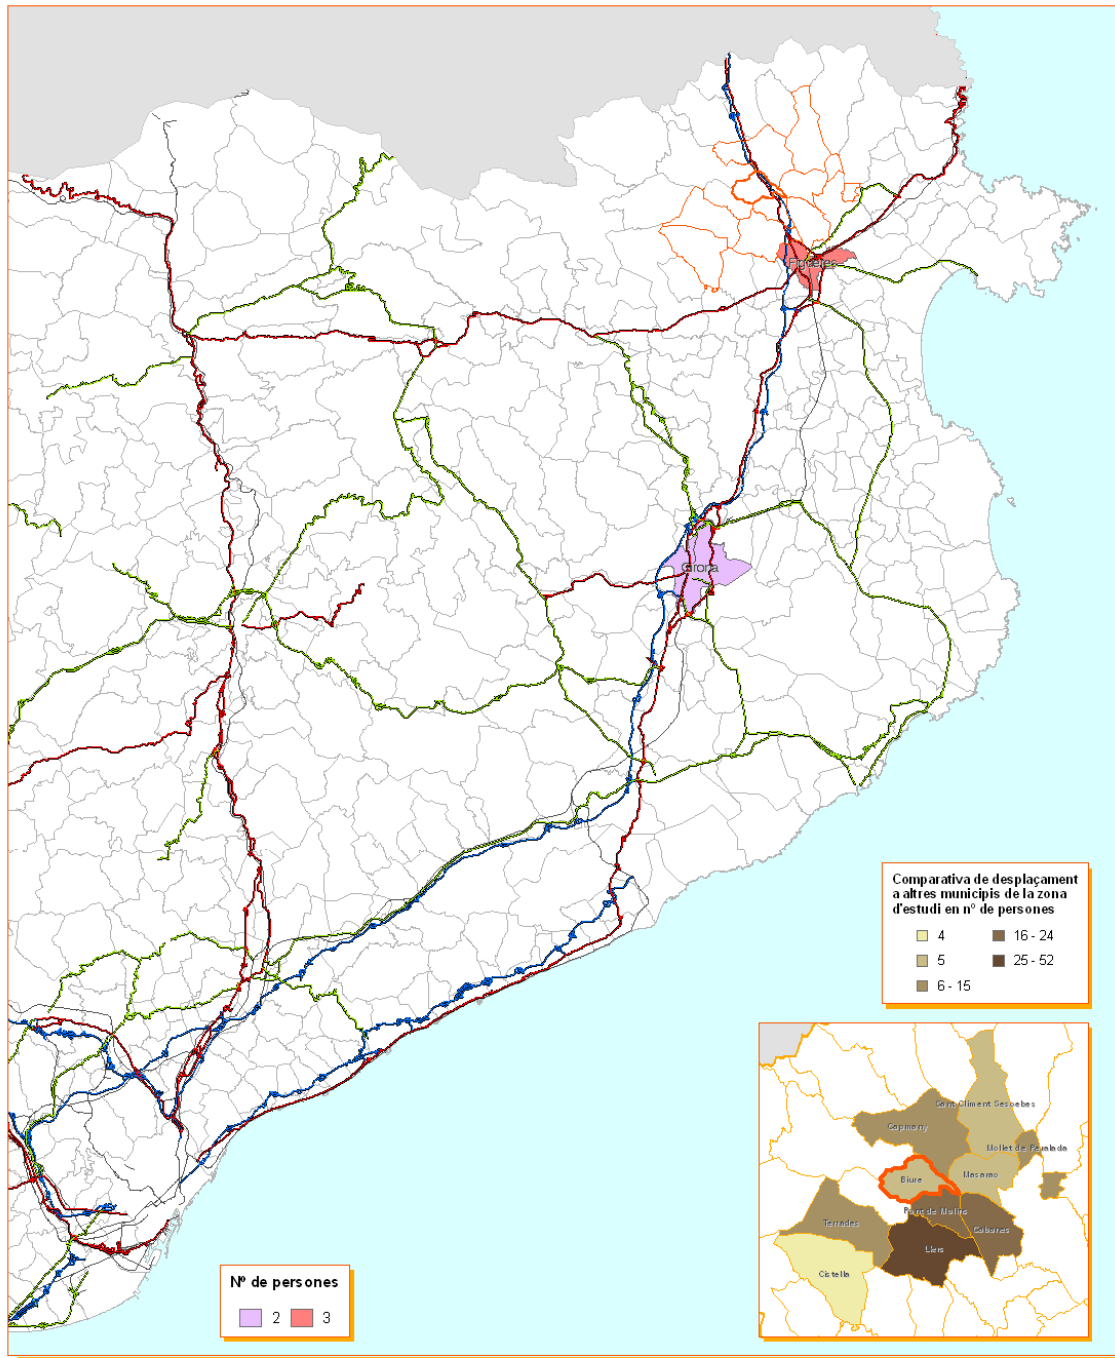 Figueres
Girona
Comparativa de desplaçament
a altres municipis de la zona
d'estudi en nº de persones
4
16 - 24
5
25 - 52
6 - 15
Sant Climent Sescebes
Capmany
Mollet de Peralada
Masarac
Biure
Pont de Molins
Terrades
Cabanes
Llers
Cistella
Nº de persones
2
3